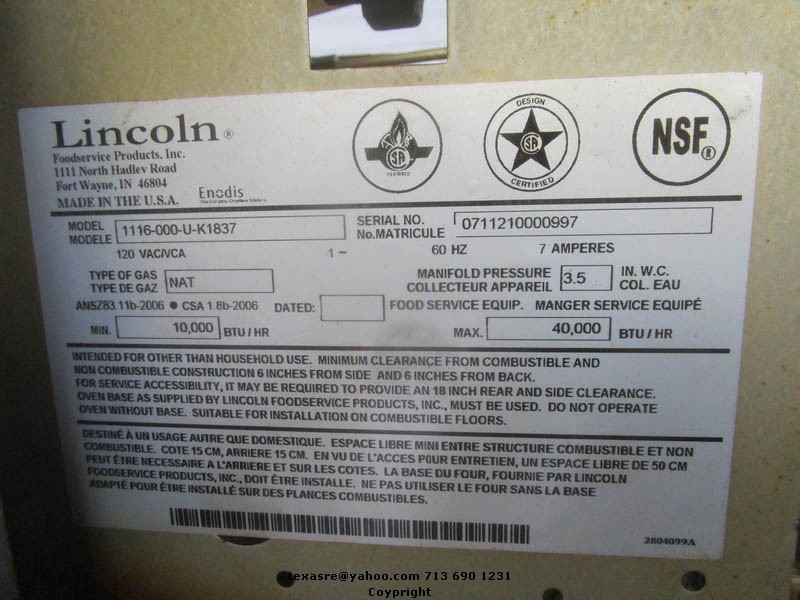 Lincoln®
Foodservice Products, Inc.
1111 North Hadley Road
Fort Wayne, IN 46804
MADE IN THE U.S.A.
Enodis
SA
CERTIFIED
DESIGN
SA
CERTIFIED
NSF®
MODEL 1116-000-U-K1837 SERIAL NO. 0711210000997
MODELE No.MATRICULE
120 VAC/VCA 1 ~ 60 HZ 7 AMPERES
TYPE OF GAS NAT MANIFOLD PRESSURE 3.5 IN. W.C.
TYPE DE GAZ COLLECTEUR APPAREIL COL. EAU
ANSZ83.11b-2006 ● CSA 1.8b-2006 DATED: FOOD SERVICE EQUIP. MANGER SERVICE EQUIPÉ
MIN. 10,000 BTU / HR MAX. 40,000 BTU / HR
INTENDED FOR OTHER THAN HOUSEHOLD USE. MINIMUM CLEARANCE FROM COMBUSTIBLE AND
NON COMBUSTIBLE CONSTRUCTION 6 INCHES FROM SIDE AND 6 INCHES FROM BACK.
FOR SERVICE ACCESSIBILITY, IT MAY BE REQUIRED TO PROVIDE AN 18 INCH REAR AND SIDE CLEARANCE.
OVEN BASE AS SUPPLIED BY LINCOLN FOODSERVICE PRODUCTS, INC., MUST BE USED. DO NOT OPERATE
OVEN WITHOUT BASE. SUITABLE FOR INSTALLATION ON COMBUSTIBLE FLOORS.
DESTINÉ À UN USAGE AUTRE QUE DOMESTIQUE. ESPACE LIBRE MINI ENTRE STRUCTURE COMBUSTIBLE ET NON
COMBUSTIBLE. COTE 15 CM, ARRIERE 15 CM. EN VU DE L'ACCES POUR ENTRETIEN, UN ESPACE LIBRE DE 50 CM
PEUT ÊTRE NECESSAIRE A L'ARRIERE ET SUR LES COTES. LA BASE DU FOUR, FOURNIE PAR LINCOLN
FOODSERVICE PRODUCTS, INC., DOIT ÊTRE INSTALLE. NE PAS UTILISER LE FOUR SANS LA BASE
ADAPTÉ POUR ÊTRE INSTALLÉ SUR DES PLANCES COMBUSTIBLES.
2804099A
texasre@yahoo.com 713 690 1231
Coypright